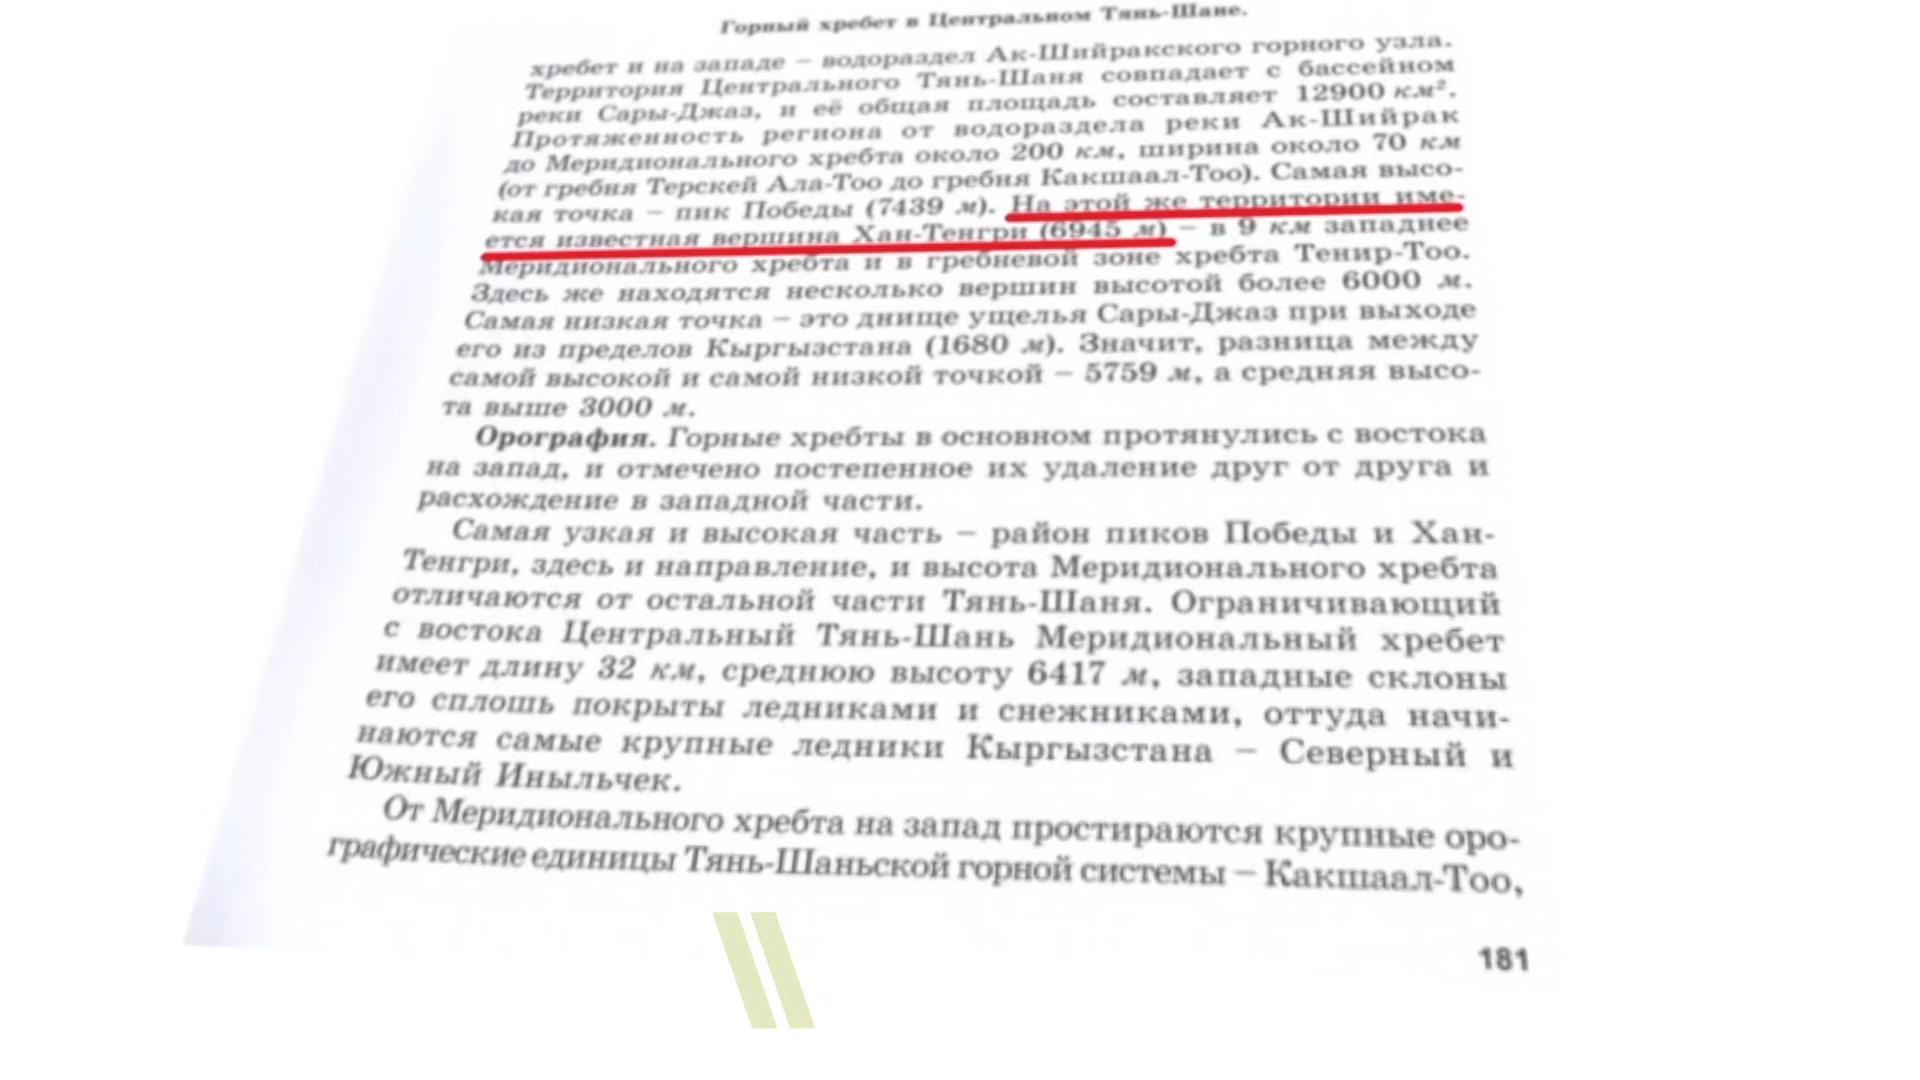 Горный хребет в Центральном Тянь-Шане.
хребет и на западе – водораздел Ак-Шийракского горного узла.
Территория Центрального Тянь-Шаня совпадает с бассейном
реки Сары-Джаз, и её общая площадь составляет 12900 км².
Протяженность региона от водораздела реки Ак-Шийрак
до Меридионального хребта около 200 км, ширина около 70 км
(от гребня Терскей Ала-Тоо до гребня Какшаал-Тоо). Самая высо-
кая точка – пик Победы (7439 м). На этой же территории име-
ется известная вершина Хан-Тенгри (6945 м) – в 9 км западнее
Меридионального хребта и в гребневой зоне хребта Тенир-Тоо.
Здесь же находятся несколько вершин высотой более 6000 м.
Самая низкая точка – это днище ущелья Сары-Джаз при выходе
его из пределов Кыргызстана (1680 м). Значит, разница между
самой высокой и самой низкой точкой – 5759 м, а средняя высо-
та выше 3000 м.
Орография. Горные хребты в основном протянулись с востока
на запад, и отмечено постепенное их удаление друг от друга и
расхождение в западной части.
Самая узкая и высокая часть – район пиков Победы и Хан-
Тенгри, здесь и направление, и высота Меридионального хребта
отличаются от остальной части Тянь-Шаня. Ограничивающий
с востока Центральный Тянь-Шань Меридиональный хребет
имеет длину 32 км, среднюю высоту 6417 м, западные склоны
его сплошь покрыты ледниками и снежниками, оттуда начи-
наются самые крупные ледники Кыргызстана – Северный и
Южный Иныльчек.
От Меридионального хребта на запад простираются крупные оро-
графические единицы Тянь-Шаньской горной системы – Какшаал-Тоо,
181